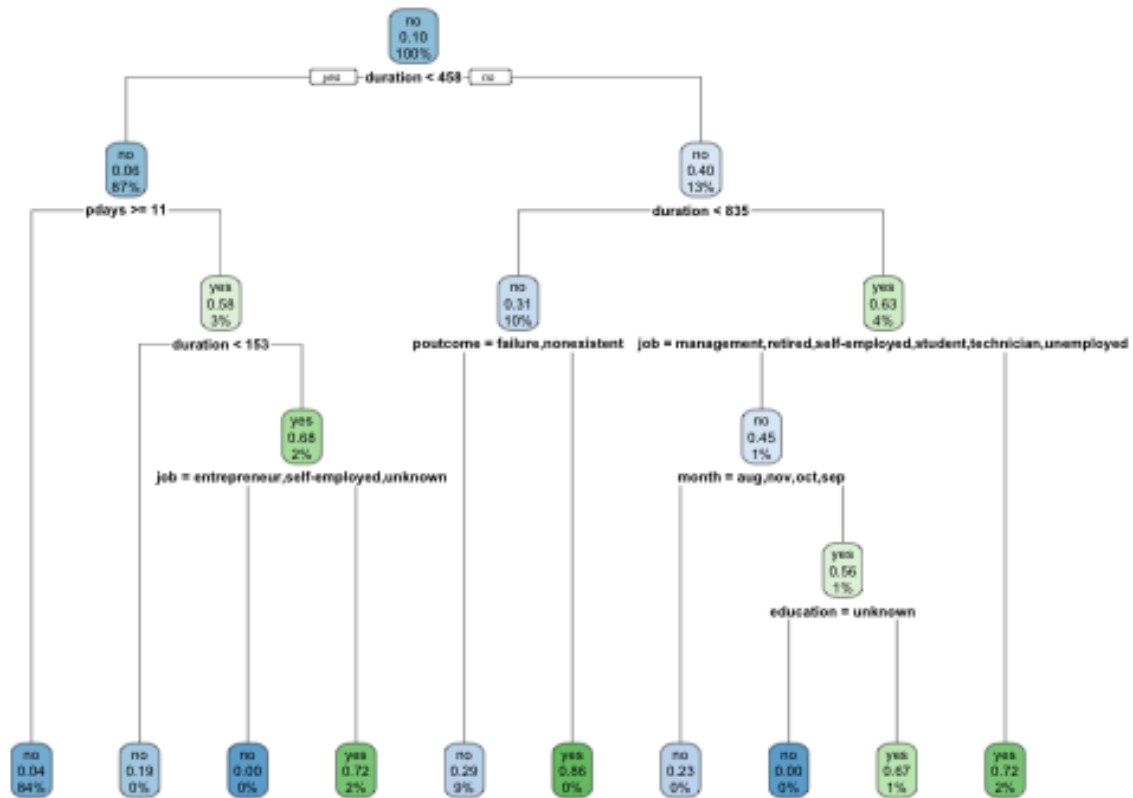 no
0.10
100%
yes duration < 458 no
no
0.06
87%
no
0.40
13%
pdays >= 11
duration < 835
yes
0.58
3%
no
0.31
10%
yes
0.63
4%
duration < 153
poutcome = failure,nonexistent
job = management,retired,self-employed,student,technician,unemployed
yes
0.68
2%
no
0.45
1%
job = entrepreneur,self-employed,unknown
month = aug,nov,oct,sep
yes
0.56
1%
education = unknown
no
0.04
84%
no
0.19
0%
no
0.00
0%
yes
0.72
2%
no
0.29
9%
yes
0.86
0%
no
0.23
0%
no
0.00
0%
yes
0.67
1%
yes
0.72
2%